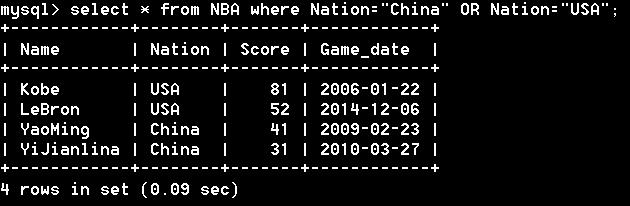 mysql> select * from NBA where Nation="China" OR Nation="USA";
+-----------+--------+-------+------------+
| Name      | Nation | Score | Game_date  |
+-----------+--------+-------+------------+
| Kobe      | USA    |    81 | 2006-01-22 |
| LeBron    | USA    |    52 | 2014-12-06 |
| YaoMing   | China  |    41 | 2009-02-23 |
| YiJianlina | China  |    31 | 2010-03-27 |
+-----------+--------+-------+------------+
4 rows in set (0.09 sec)